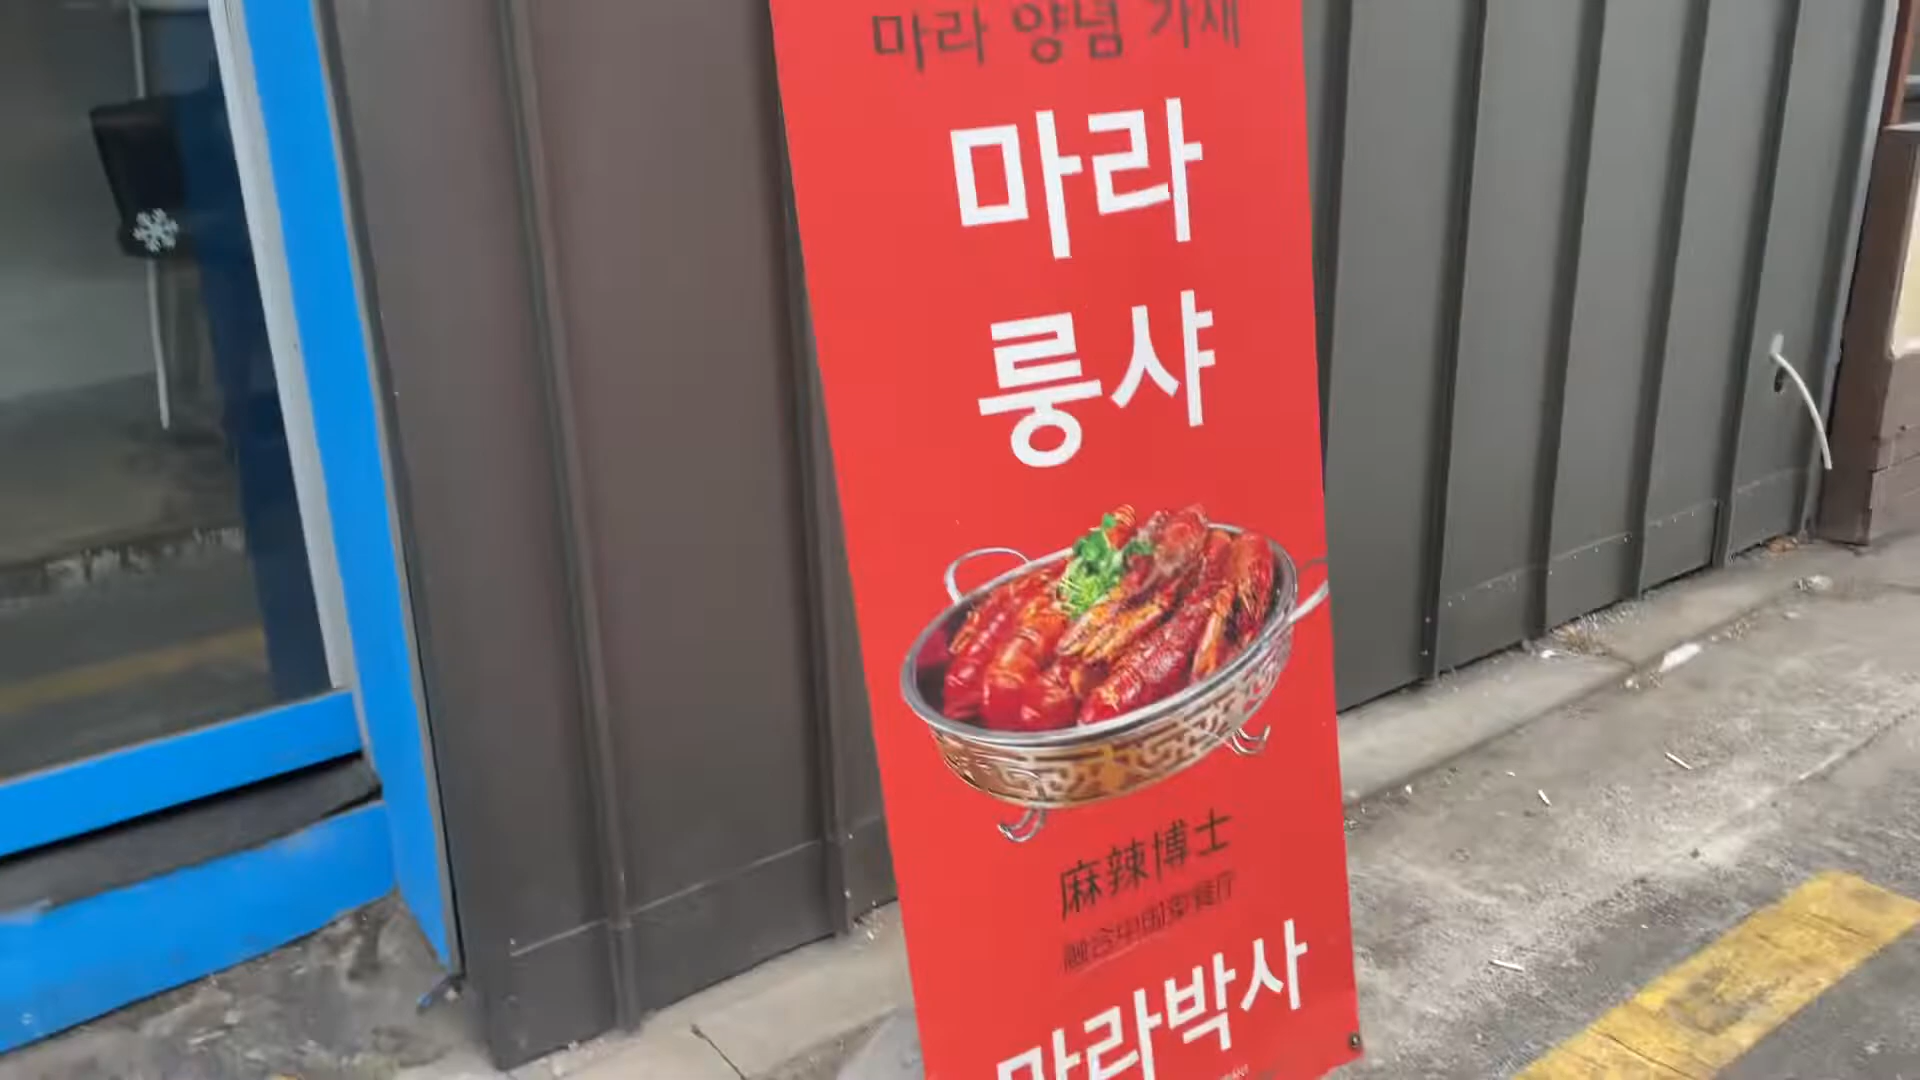 마라 양념 가재
마라
룽샤
麻辣博士
融合中国菜餐厅
마라박사